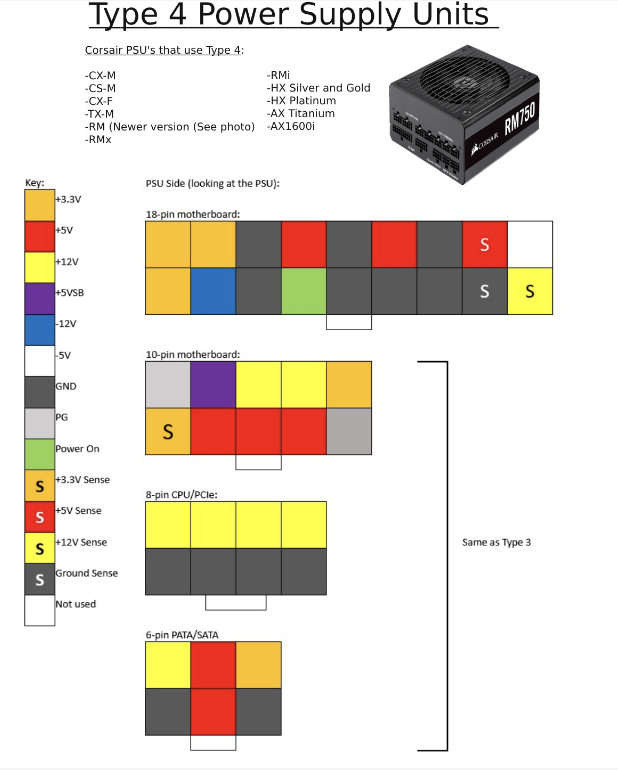 Type 4 Power Supply Units
Corsair PSU's that use Type 4:
-CX-M
-CS-M
-CX-F
-TX-M
-RM (Newer version (See photo)
-RMx
-RMi
-HX Silver and Gold
-HX Platinum
-AX Titanium
-AX1600i
CORSAIR
RM750
Key:
+3.3V
+5V
+12V
+5VSB
-12V
-5V
GND
PG
Power On
S +3.3V Sense
S +5V Sense
S +12V Sense
S Ground Sense
Not used
PSU Side (looking at the PSU):
18-pin motherboard:
S
S S
10-pin motherboard:
S
8-pin CPU/PCIe:
6-pin PATA/SATA
Same as Type 3